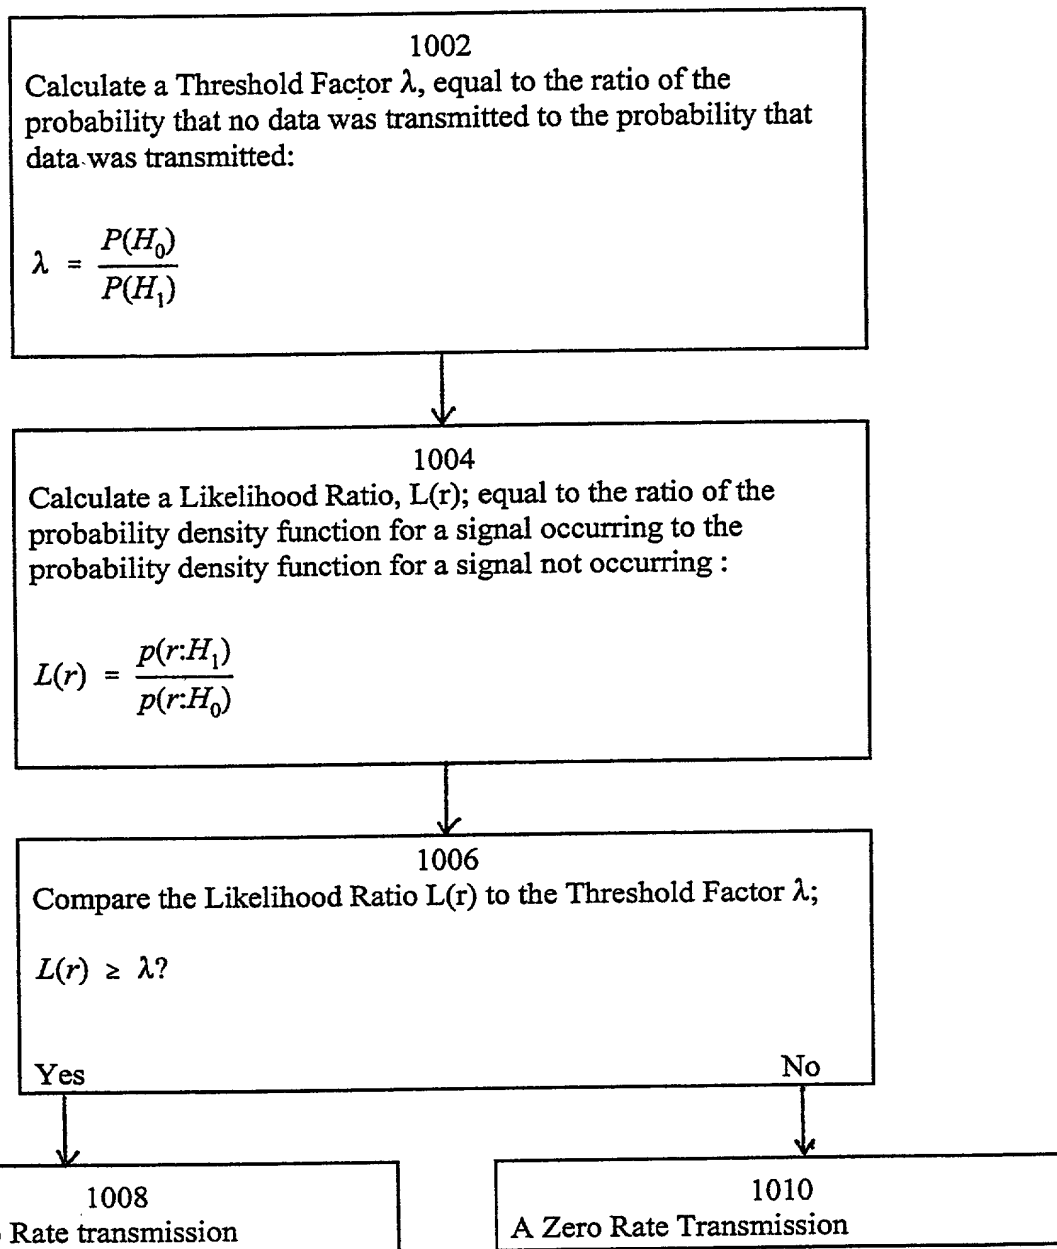 1002
Calculate a Threshold Factor λ, equal to the ratio of the
probability that no data was transmitted to the probability that
data was transmitted:
λ = P(H₀) / P(H₁)
1004
Calculate a Likelihood Ratio, L(r); equal to the ratio of the
probability density function for a signal occurring to the
probability density function for a signal not occurring :
L(r) = p(r:H₁) / p(r:H₀)
1006
Compare the Likelihood Ratio L(r) to the Threshold Factor λ;
L(r) ≥ λ?
Yes
No
1008
Rate transmission
1010
A Zero Rate Transmission